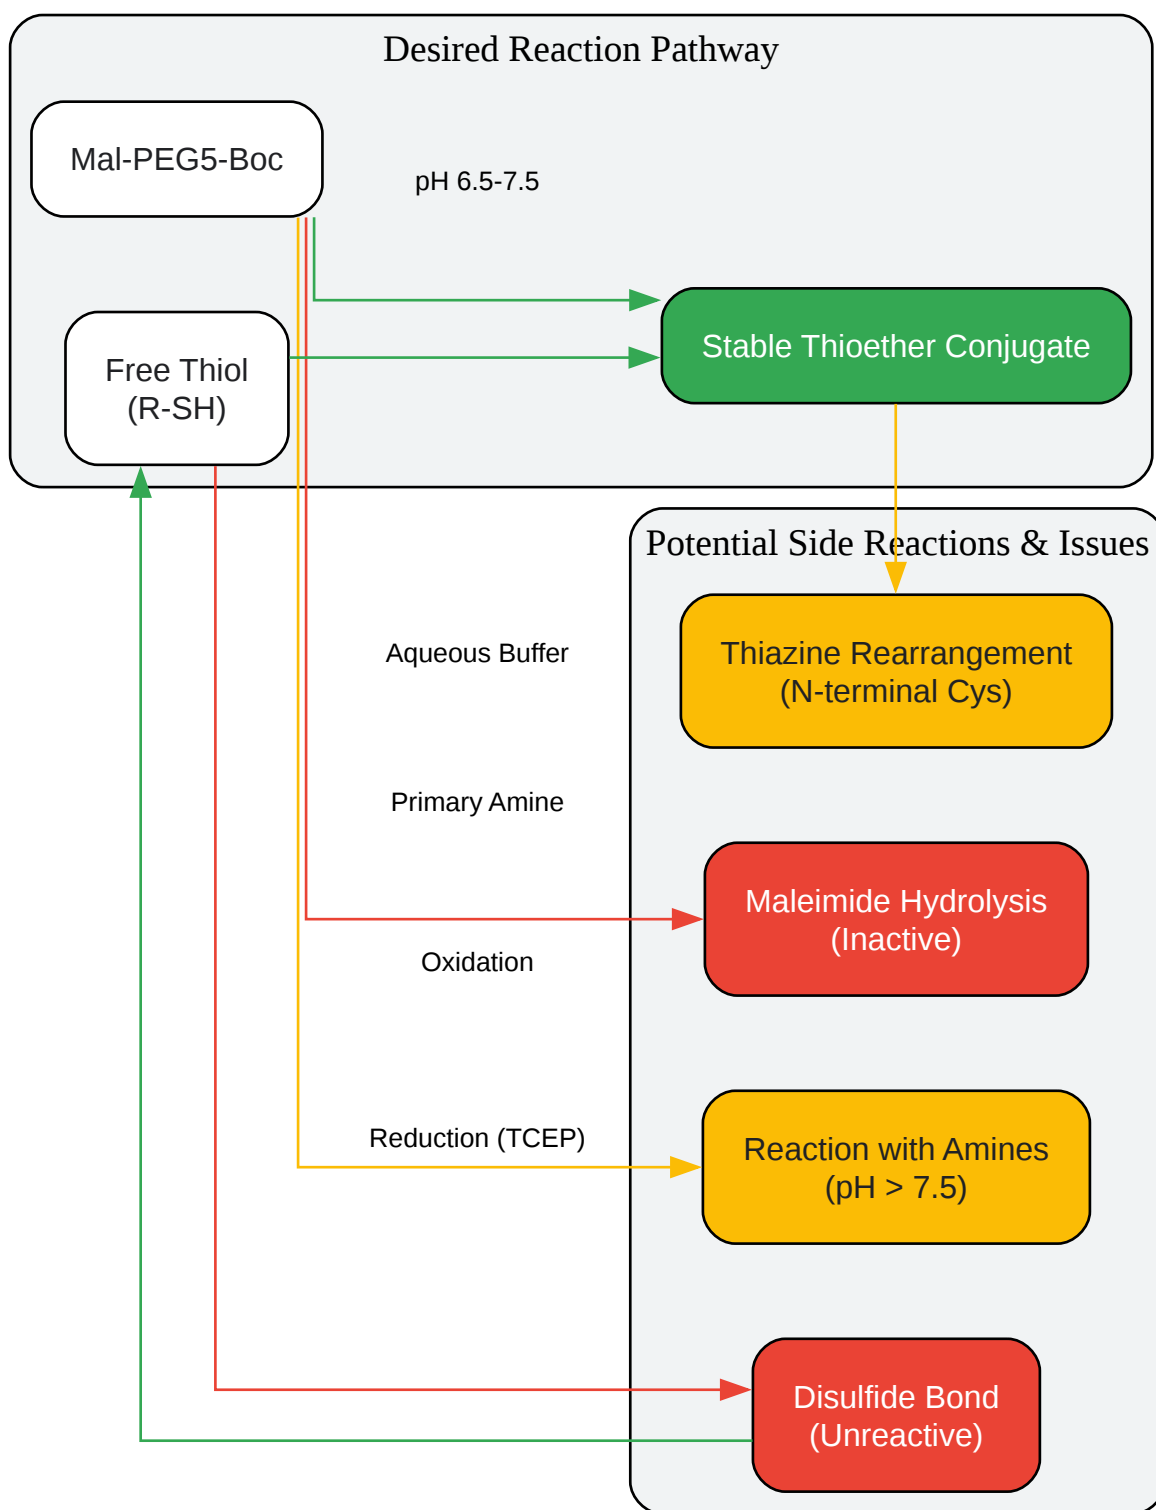 Desired Reaction Pathway
Mal-PEG5-Boc
pH 6.5-7.5
Stable Thioether Conjugate
Free Thiol
(R-SH)
Potential Side Reactions & Issues
Aqueous Buffer
Thiazine Rearrangement
(N-terminal Cys)
Primary Amine
Maleimide Hydrolysis
(Inactive)
Oxidation
Reduction (TCEP)
Reaction with Amines
(pH > 7.5)
Disulfide Bond
(Unreactive)